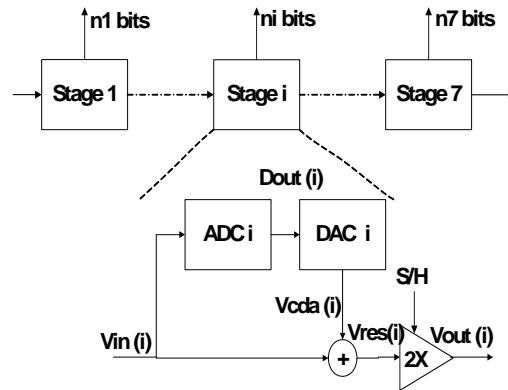 n1 bits ni bits n7 bits
Stage 1 Stage i Stage 7
Dout (i)
ADC i DAC i
S/H
Vcda (i)
Vres(i) Vout (i)
Vin (i)
+ 2X